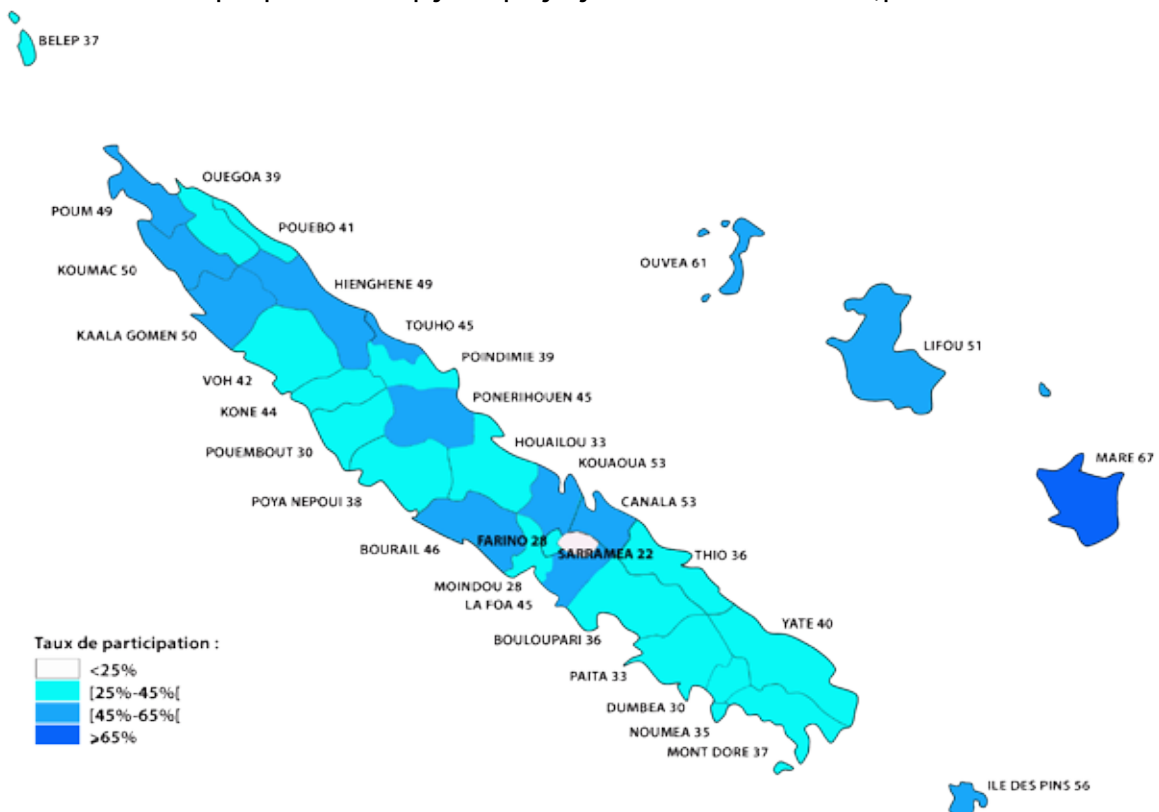 BELEP 37
OUEGOA 39
POUM 49
POUEBO 41
OUVEA 61
KOUMAC 50
HIENGHENE 49
KAALA GOMEN 50
TOUHO 45
LIFOU 51
POINDIMIE 39
VOH 42
PONERIHOUEN 45
KONE 44
HOUAILOU 33
POUEMBOUT 30
MARE 67
KOUAOUA 53
POYA NEPOUI 38
CANALA 53
FARINO 28
BOURAIL 46
SARRAMEA 22
THIO 36
MOINDOU 28
LA FOA 45
YATE 40
BOULOUPARI 36
PAITA 33
DUMBEA 30
NOUMEA 35
MONT DORE 37
ILE DES PINS 56
Taux de participation :
<25%
[25%-45%[
[45%-65%[
⩾65%